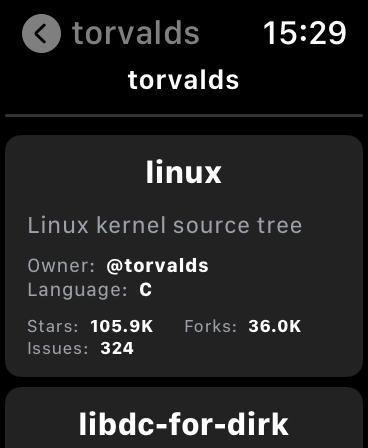 torvalds 15:29
torvalds
linux
Linux kernel source tree
Owner: @torvalds
Language: C
Stars: 105.9K Forks: 36.0K
Issues: 324
libdc-for-dirk